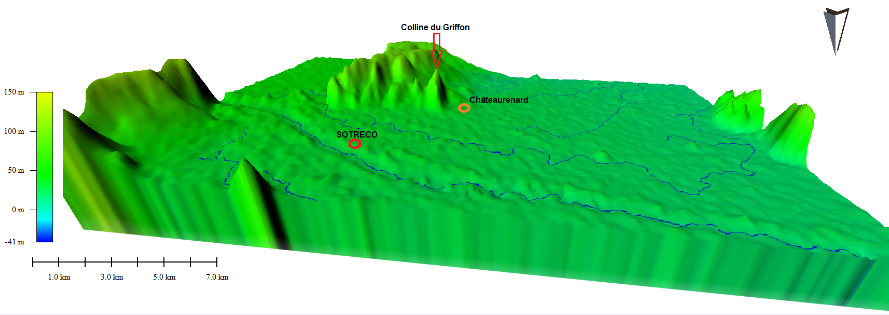 Colline du Griffon
Chateaurenard
SOTRECO
150 m
100 m
50 m
0 m
-41 m
1.0 km
3.0 km
5.0 km
7.0 km